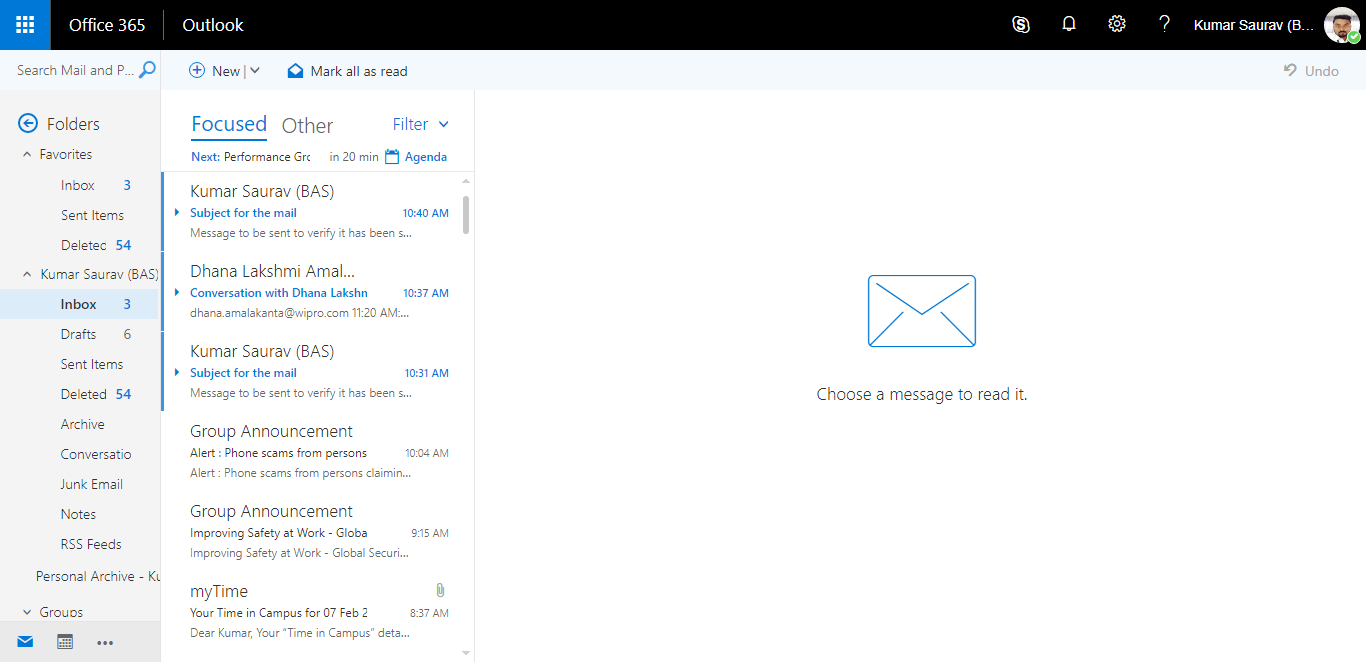 Office 365 Outlook Kumar Saurav (B...
Search Mail and P... New Mark all as read Undo
Folders
Favorites
Inbox 3
Sent Items
Deleted 54
Kumar Saurav (BAS)
Inbox 3
Drafts 6
Sent Items
Deleted 54
Archive
Conversatio
Junk Email
Notes
RSS Feeds
Personal Archive - Ku
Groups
Focused Other Filter
Next: Performance Grc in 20 min Agenda
Kumar Saurav (BAS)
Subject for the mail 10:40 AM
Message to be sent to verify it has been s...
Dhana Lakshmi Amal...
Conversation with Dhana Lakshn 10:37 AM
dhana.amalakanta@wipro.com 11:20 AM:...
Kumar Saurav (BAS)
Subject for the mail 10:31 AM
Message to be sent to verify it has been s...
Group Announcement
Alert : Phone scams from persons 10:04 AM
Alert : Phone scams from persons claimin...
Group Announcement
Improving Safety at Work - Globa 9:15 AM
Improving Safety at Work - Global Securi...
myTime
Your Time in Campus for 07 Feb 2 8:37 AM
Dear Kumar, Your “Time in Campus” deta...
Choose a message to read it.